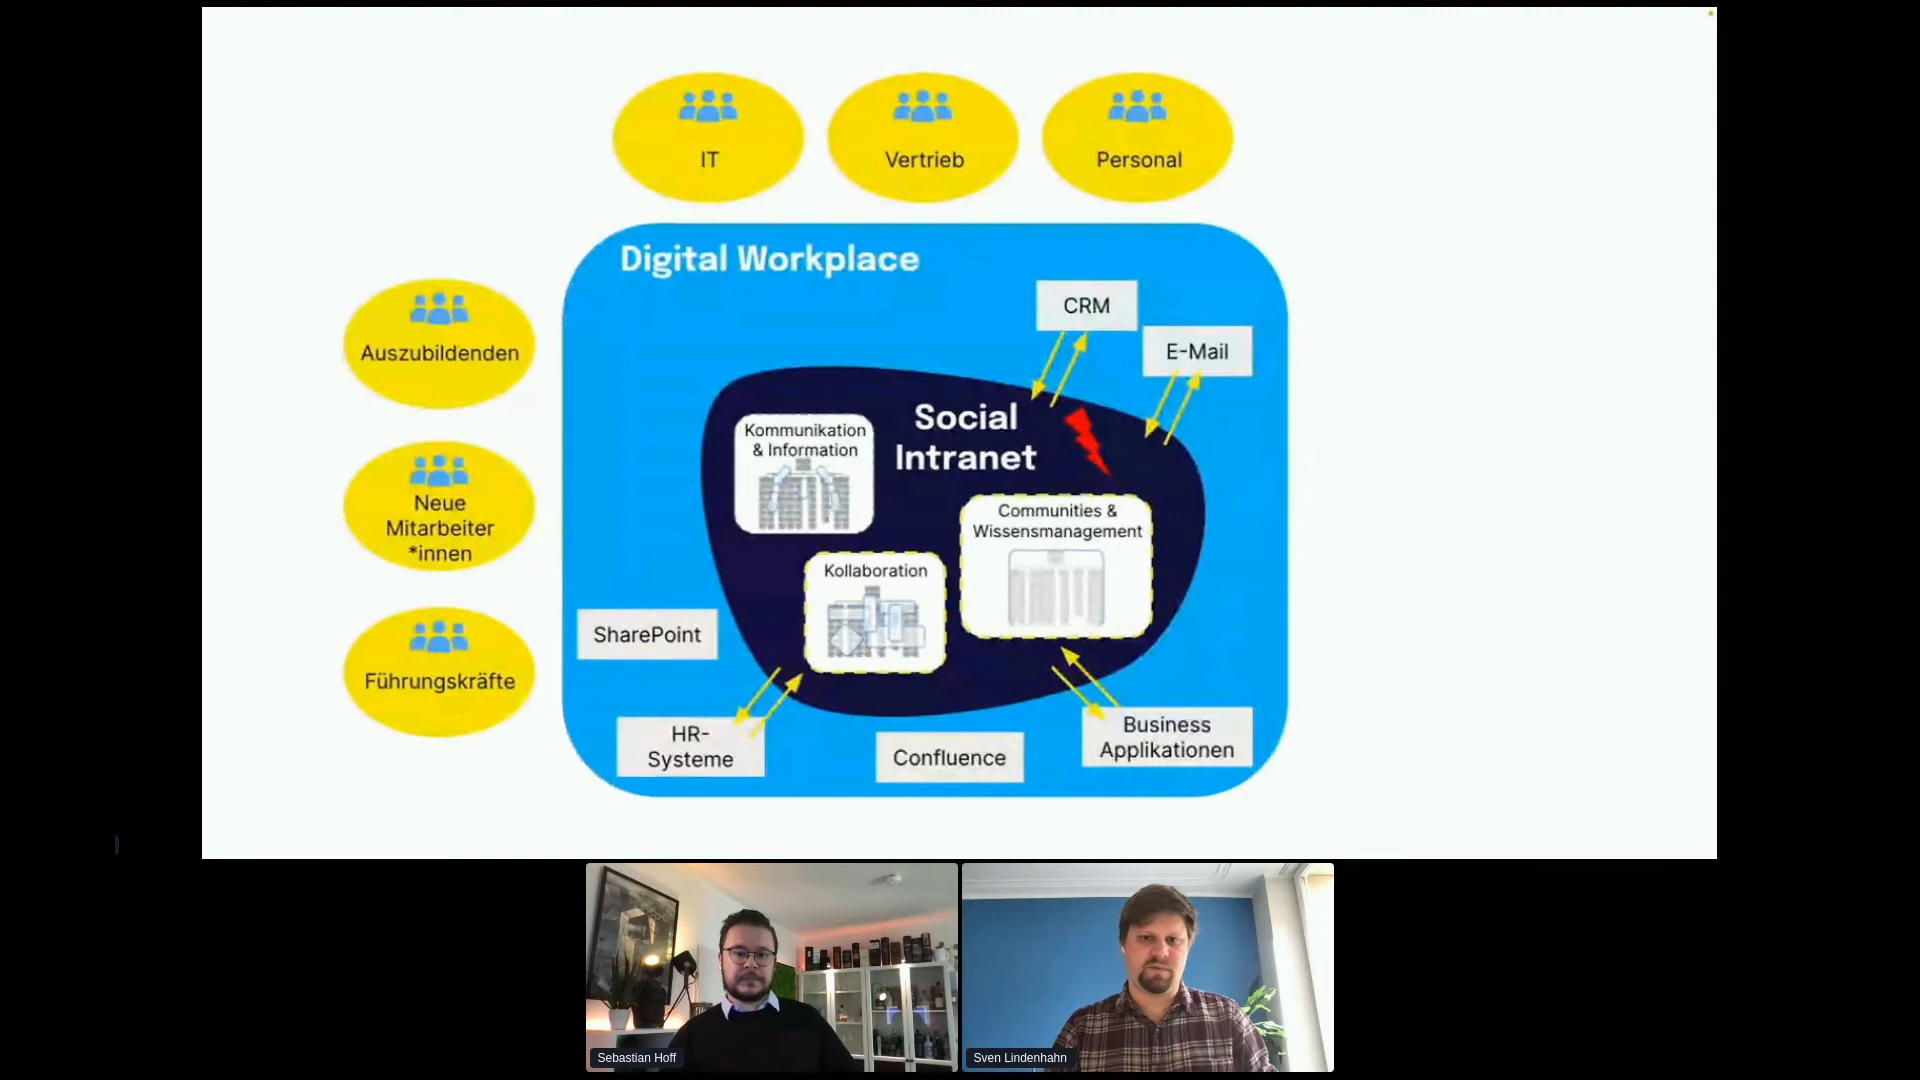 IT
Vertrieb
Personal
Digital Workplace
CRM
E-Mail
Auszubildenden
Social
Intranet
Kommunikation
& Information
Neue
Mitarbeiter
*innen
Communities &
Wissensmanagement
Kollaboration
SharePoint
Führungskräfte
HR-
Systeme
Confluence
Business
Applikationen
Sebastian Hoff
Sven Lindenhahn